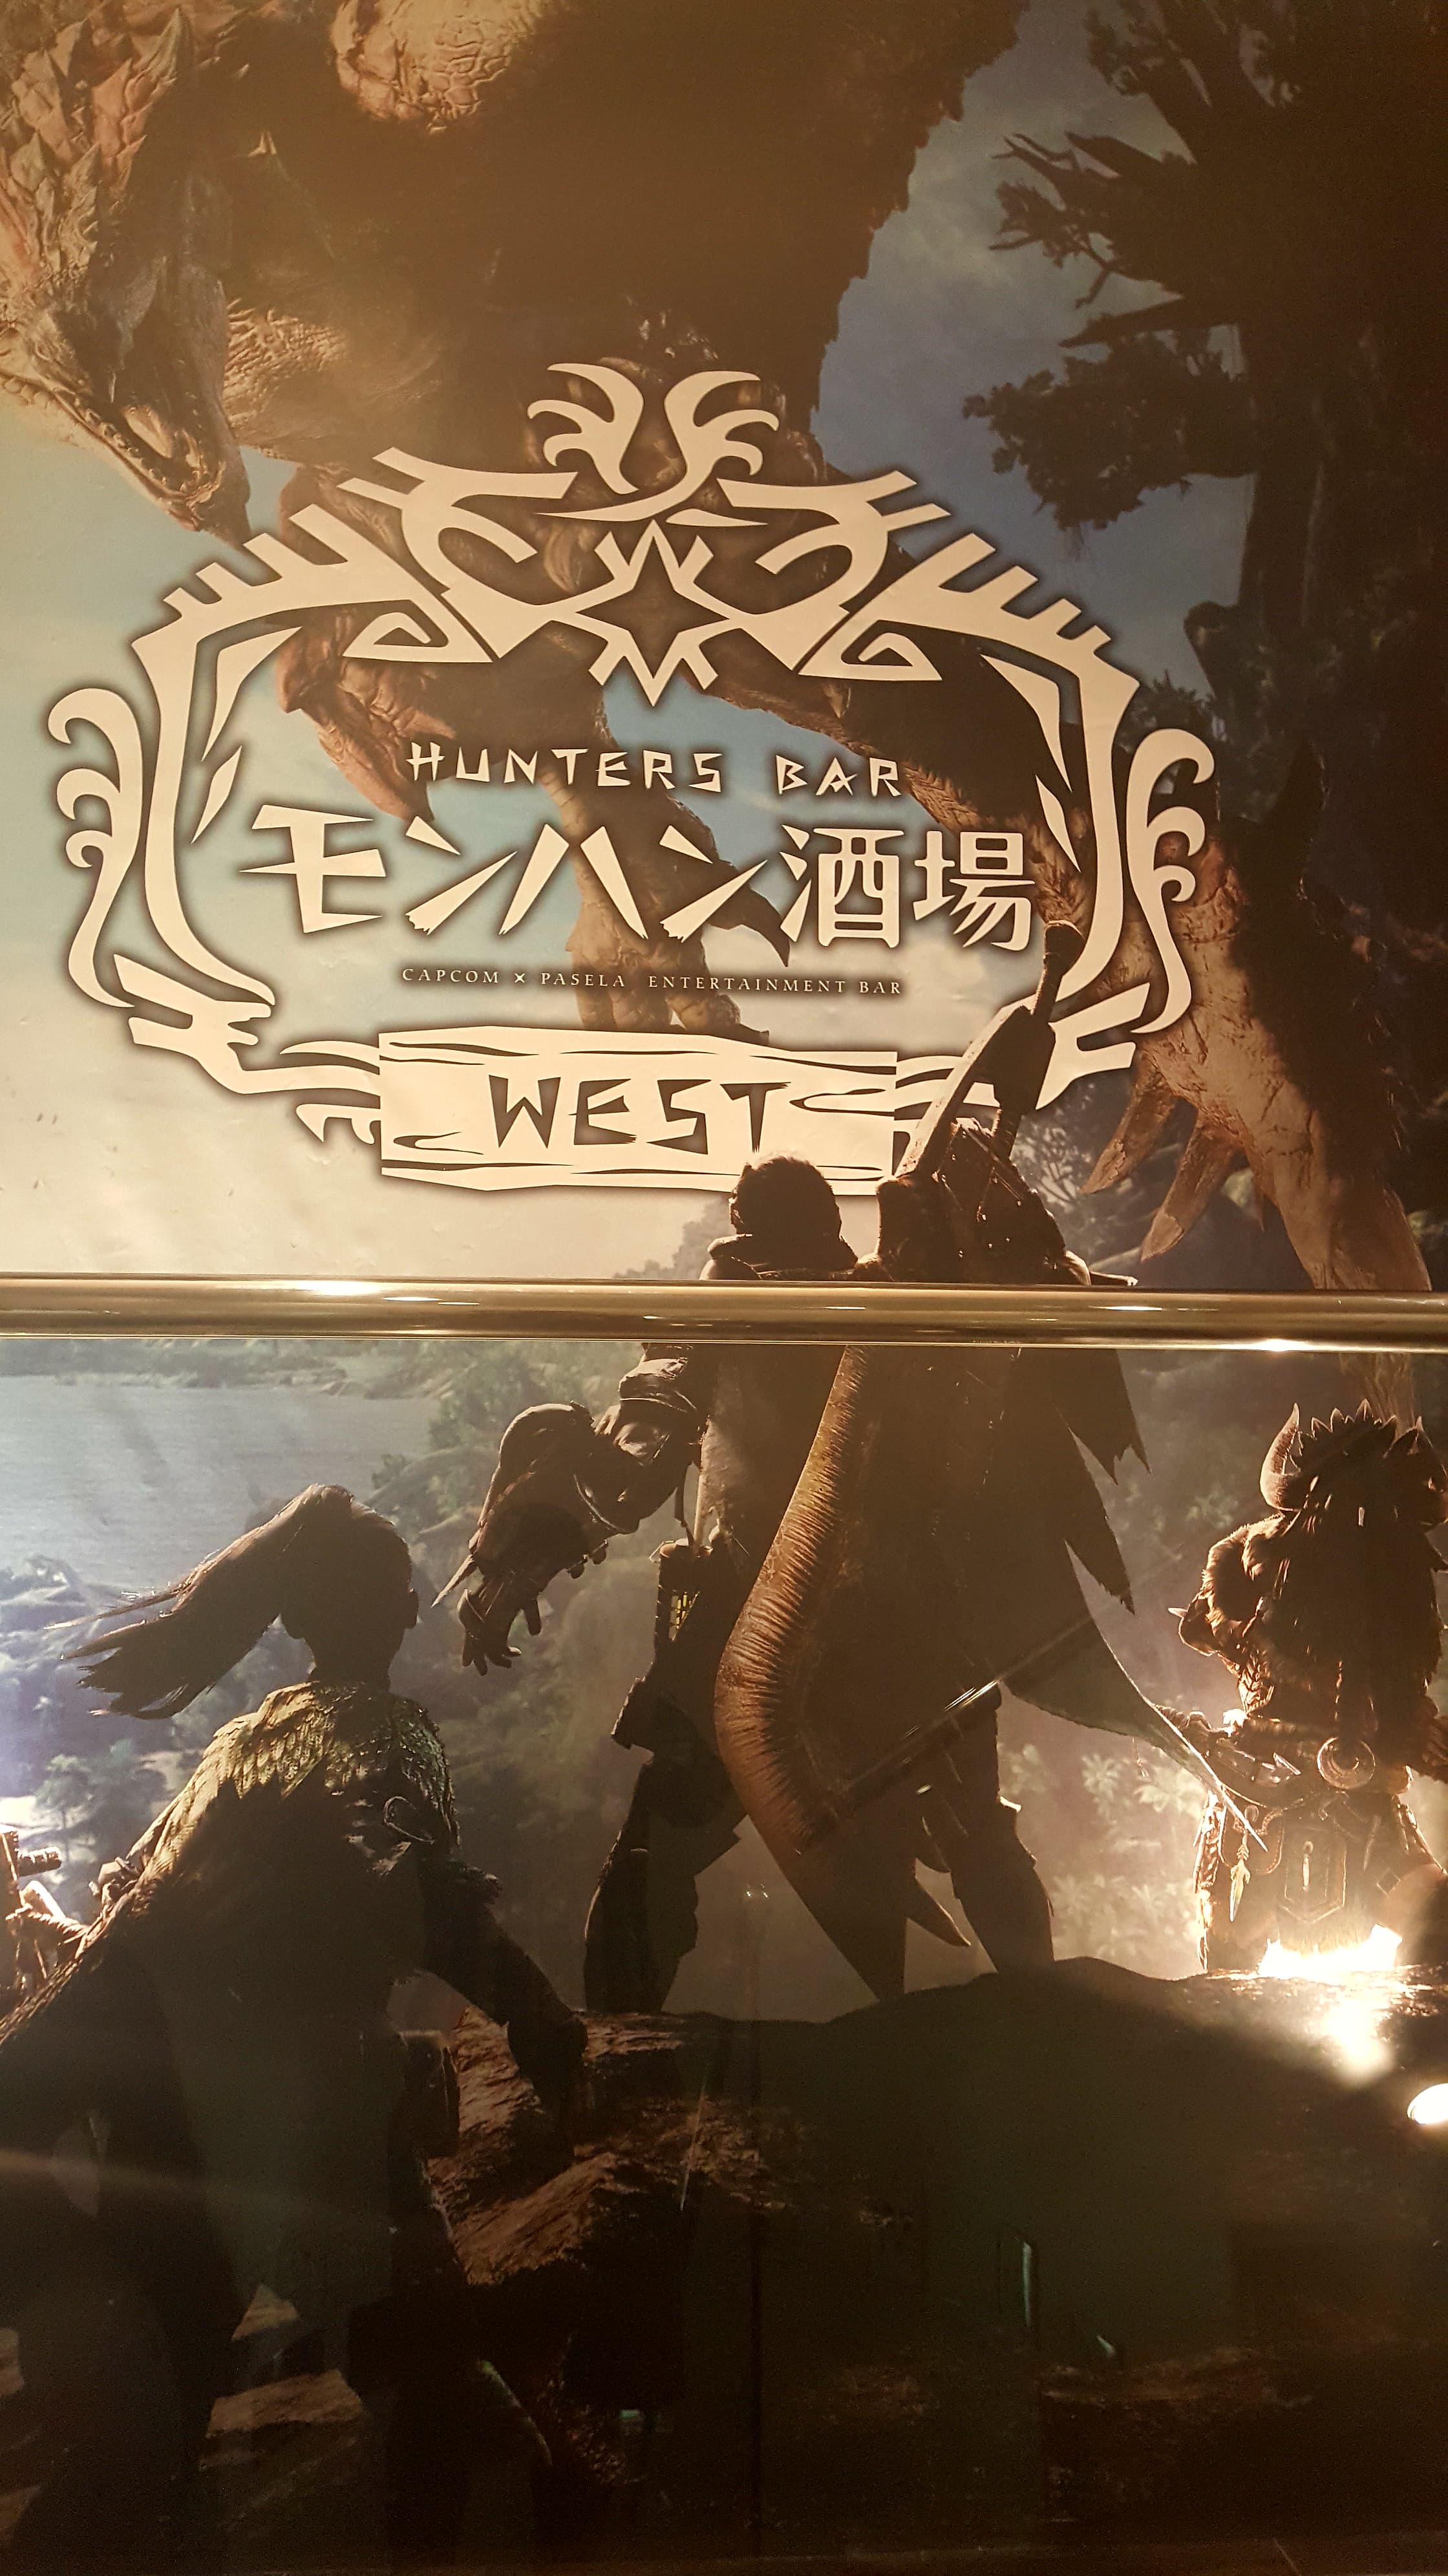 HUNTERS BAR
モンハン酒場
CAPCOM × PASELA ENTERTAINMENT BAR
WEST